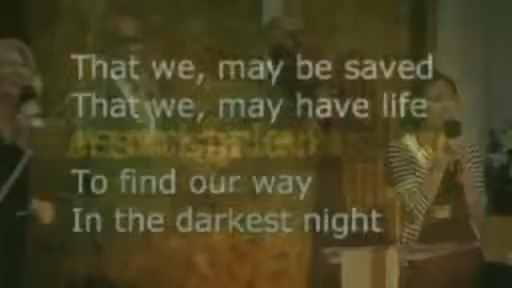 That we, may be saved
That we, may have life
To find our way
In the darkest night